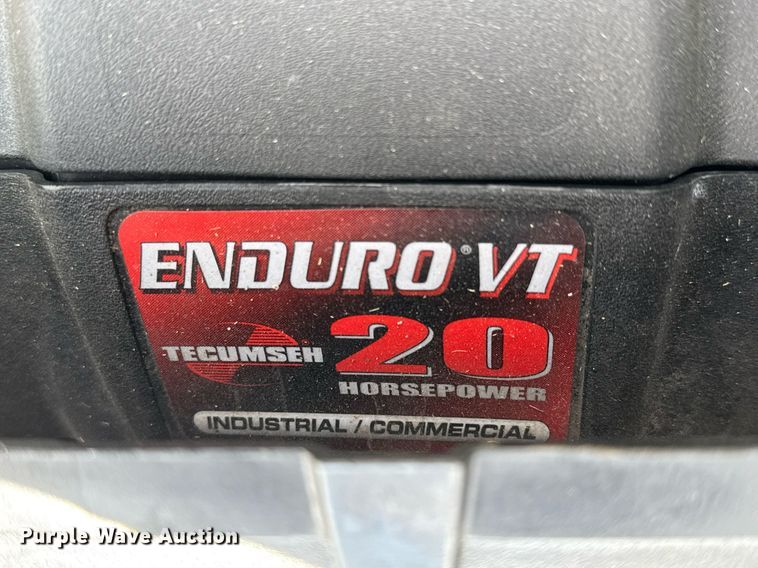 ENDURO® VT
TECUMSEH 20
HORSEPOWER
INDUSTRIAL / COMMERCIAL
Purple Wave Auction